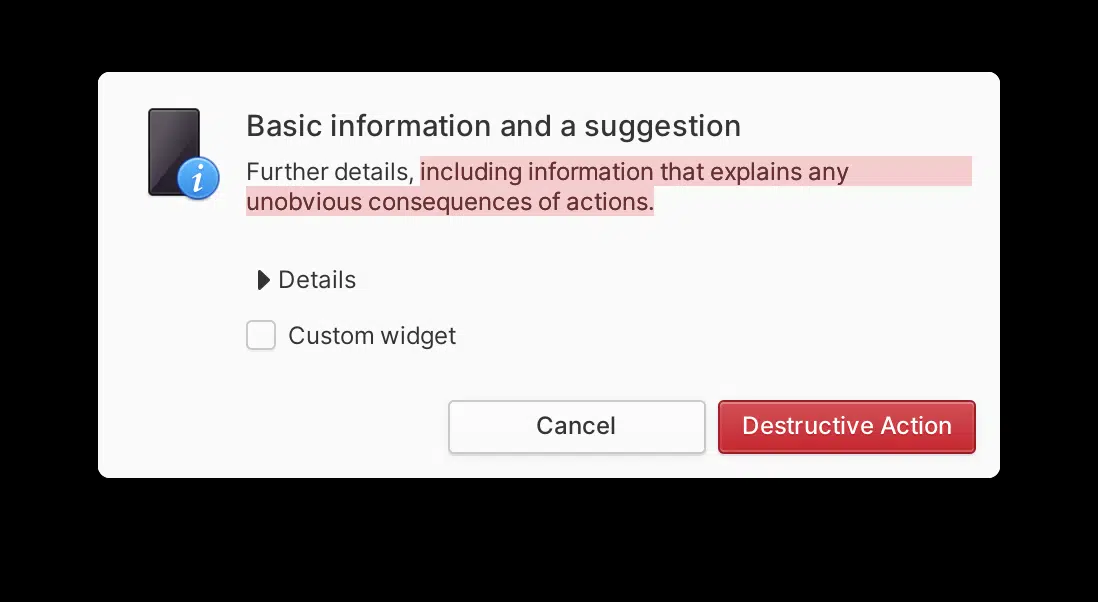 Basic information and a suggestion
Further details, including information that explains any
unobvious consequences of actions.
Details
Custom widget
Cancel
Destructive Action